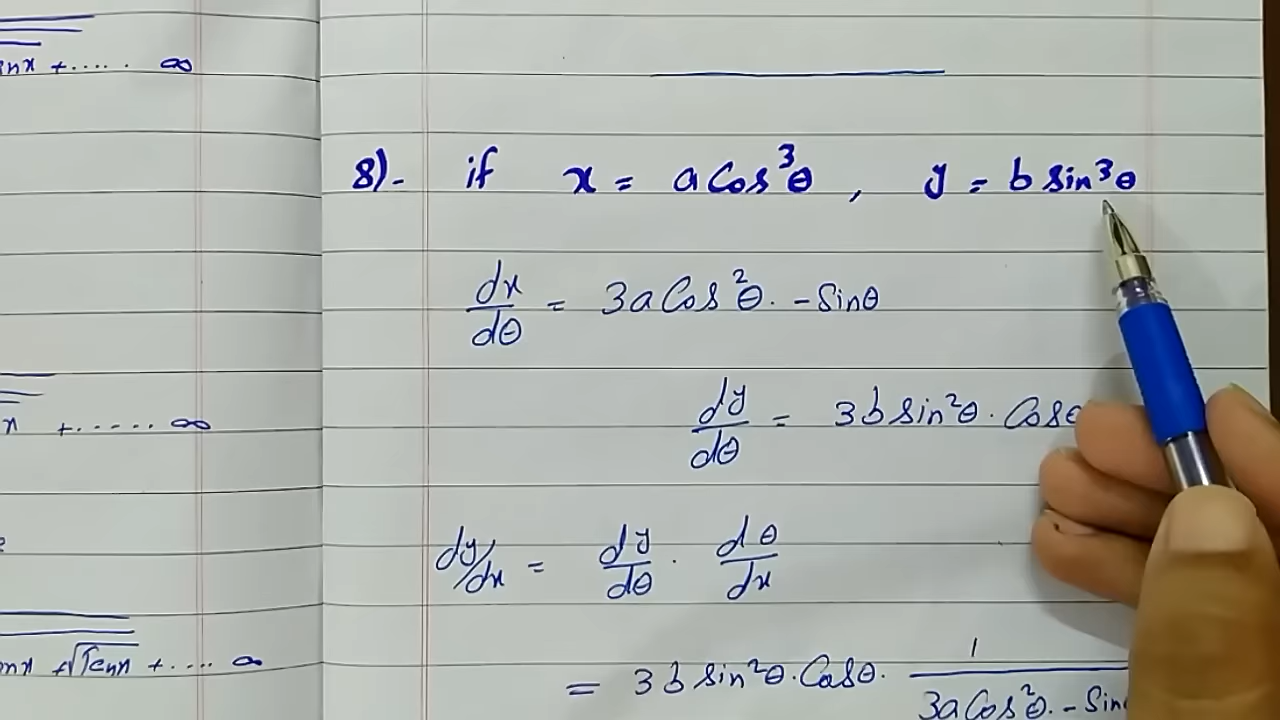 8). if x = a Cos³θ , y = b sin³θ
dx/dθ = 3a Cos²θ. -Sinθ
dy/dθ = 3b sin²θ. Cosθ
dy/dx = dy/dθ . dθ/dx
= 3b sin²θ. Cosθ. 1/3a Cos²θ. -Sin
+..... ∞
x +..... ∞
+√Tanx +.... ∞